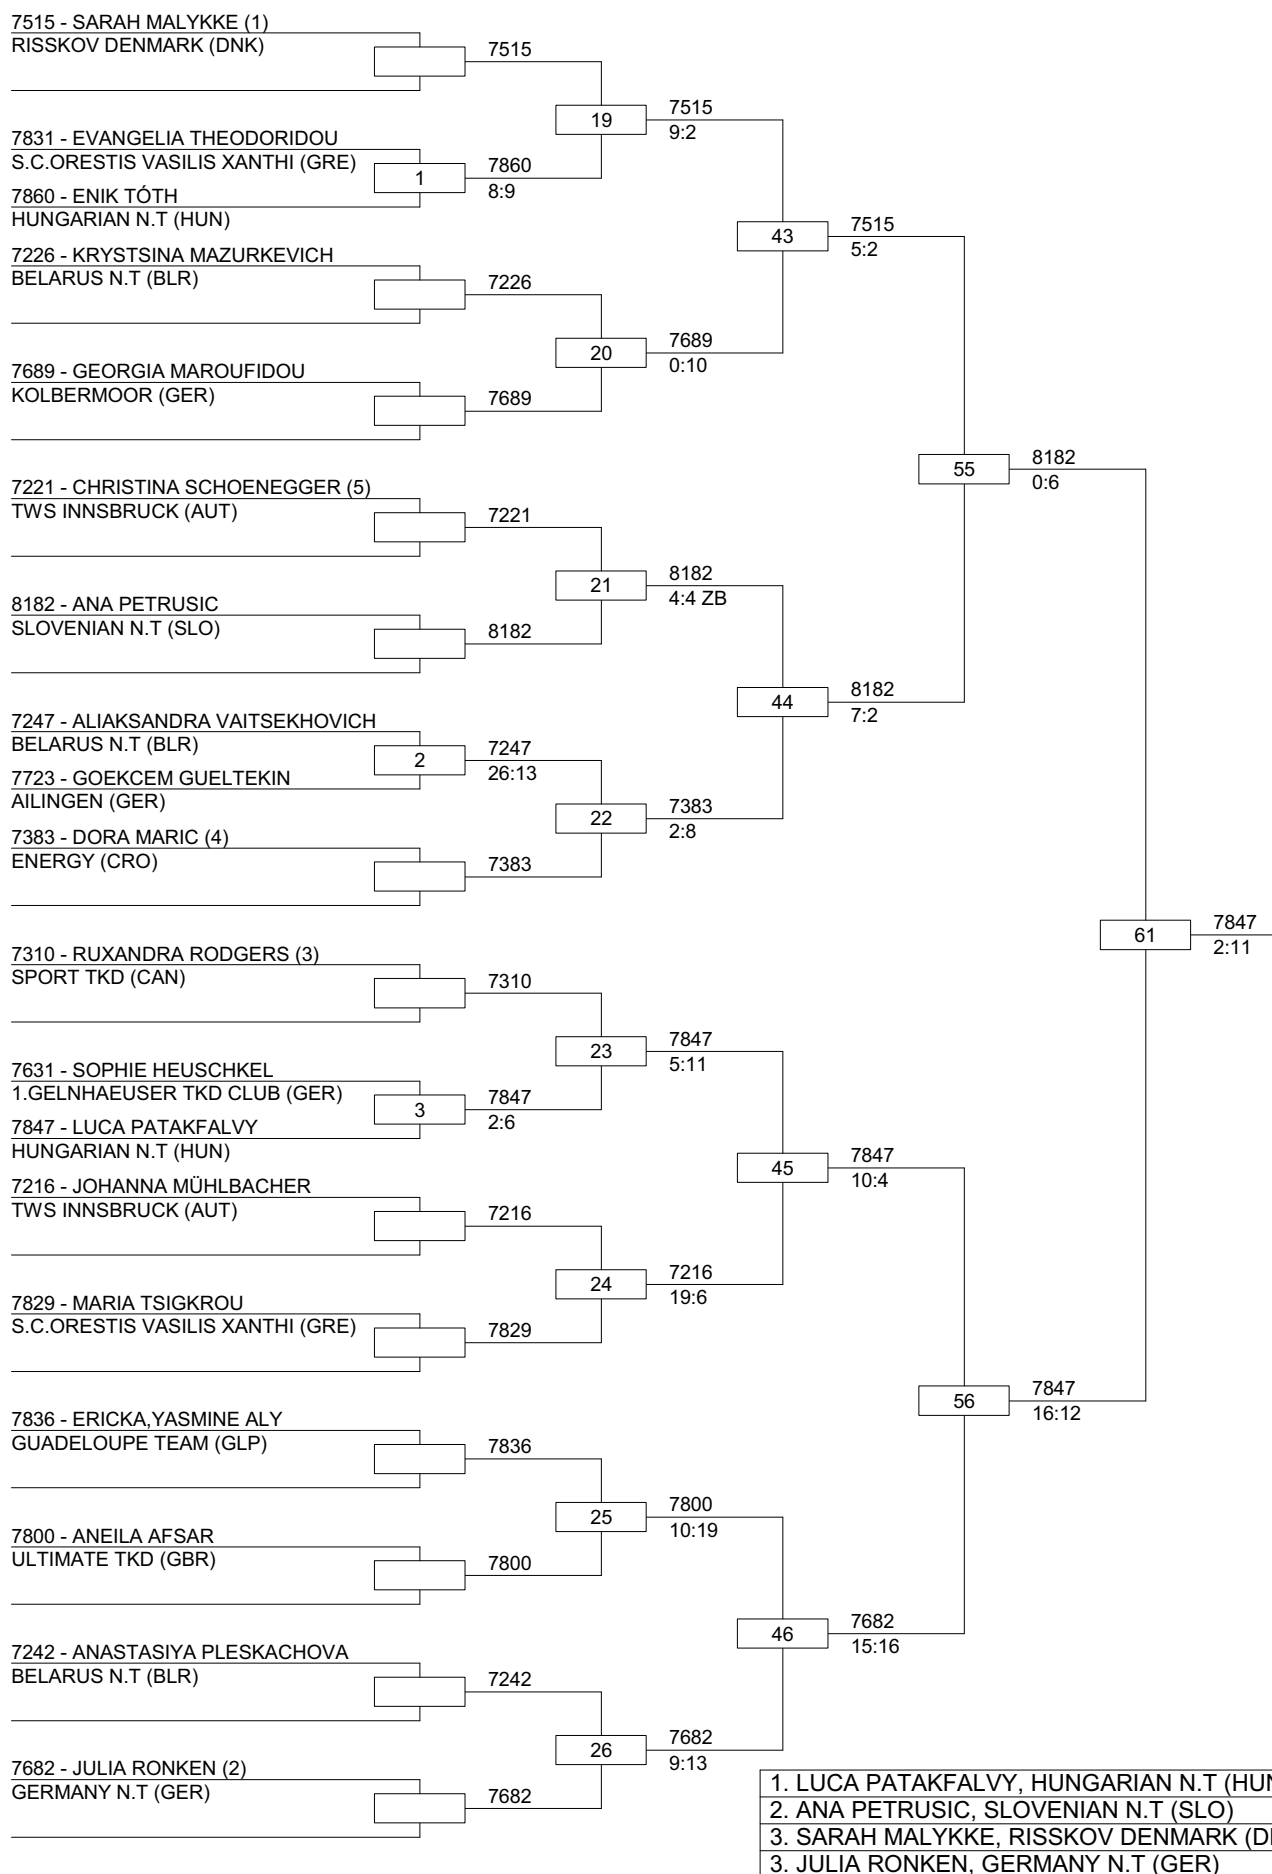 7515 - SARAH MALYKKE (1)
RISSKOV DENMARK (DNK)
7515
19
7515
9:2
7831 - EVANGELIA THEODORIDOU
S.C.ORESTIS VASILIS XANTHI (GRE)
1
7860
8:9
7860 - ENIK TÓTH
HUNGARIAN N.T (HUN)
43
7515
5:2
7226 - KRYSTSINA MAZURKEVICH
BELARUS N.T (BLR)
7226
20
7689
0:10
7689 - GEORGIA MAROUFIDOU
KOLBERMOOR (GER)
7689
55
8182
0:6
7221 - CHRISTINA SCHOENEGGER (5)
TWS INNSBRUCK (AUT)
7221
21
8182
4:4 ZB
8182 - ANA PETRUSIC
SLOVENIAN N.T (SLO)
8182
44
8182
7:2
7247 - ALIAKSANDRA VAITSEKHOVICH
BELARUS N.T (BLR)
2
7247
26:13
7723 - GOEKCEM GUELTEKIN
AILINGEN (GER)
22
7383
2:8
7383 - DORA MARIC (4)
ENERGY (CRO)
7383
61
7847
2:11
7310 - RUXANDRA RODGERS (3)
SPORT TKD (CAN)
7310
23
7847
5:11
7631 - SOPHIE HEUSCHKEL
1.GELNHAEUSER TKD CLUB (GER)
3
7847
2:6
7847 - LUCA PATAKFALVY
HUNGARIAN N.T (HUN)
45
7847
10:4
7216 - JOHANNA MÜHLBACHER
TWS INNSBRUCK (AUT)
7216
24
7216
19:6
7829 - MARIA TSIGKROU
S.C.ORESTIS VASILIS XANTHI (GRE)
7829
56
7847
16:12
7836 - ERICKA,YASMINE ALY
GUADELOUPE TEAM (GLP)
7836
25
7800
10:19
7800 - ANEILA AFSAR
ULTIMATE TKD (GBR)
7800
46
7682
15:16
7242 - ANASTASIYA PLESKACHOVA
BELARUS N.T (BLR)
7242
26
7682
9:13
7682 - JULIA RONKEN (2)
GERMANY N.T (GER)
7682
1. LUCA PATAKFALVY, HUNGARIAN N.T
2. ANA PETRUSIC, SLOVENIAN N.T (SLO)
3. SARAH MALYKKE, RISSKOV DENMARK
3. JULIA RONKEN, GERMANY N.T (GER)